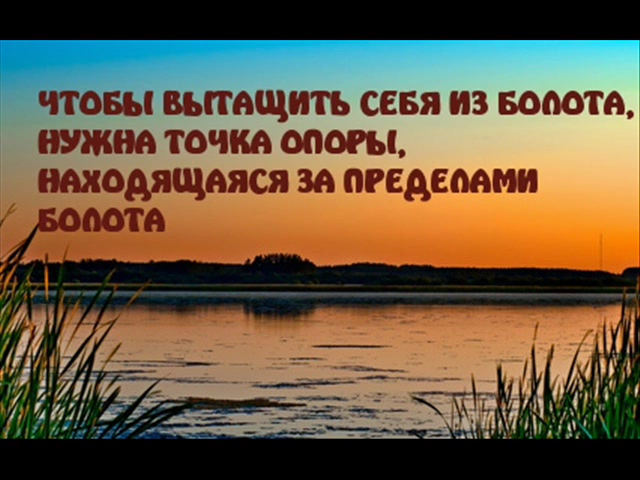 ЧТОБЫ ВЫТАЩИТЬ СЕБЯ ИЗ БОЛОТА,
НУЖНА ТОЧКА ОПОРЫ,
НАХОДЯЩАЯСЯ ЗА ПРЕДЕЛАМИ
БОЛОТА